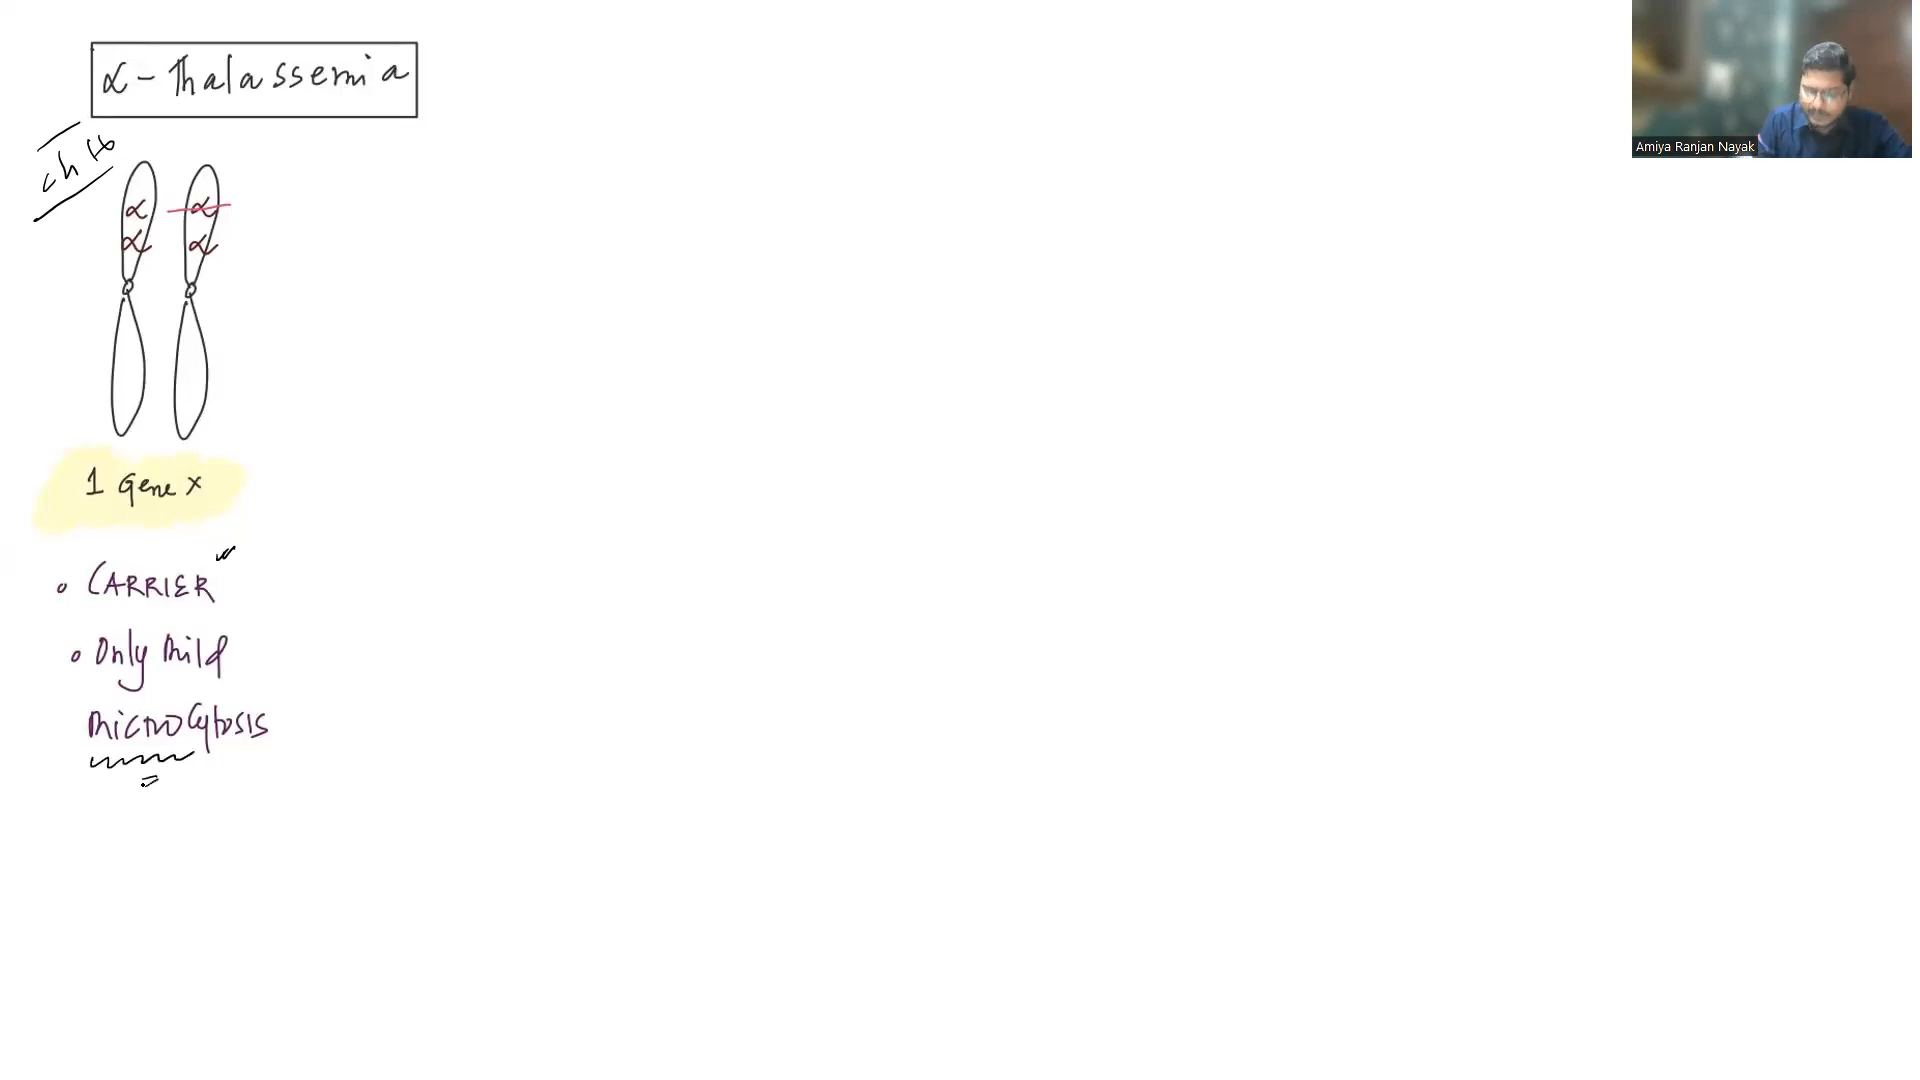 α - Thalassemia
ch 16
α α
α α
1 Gene x
CARRIER
Only Mild
Microcytosis
Amiya Ranjan Nayak